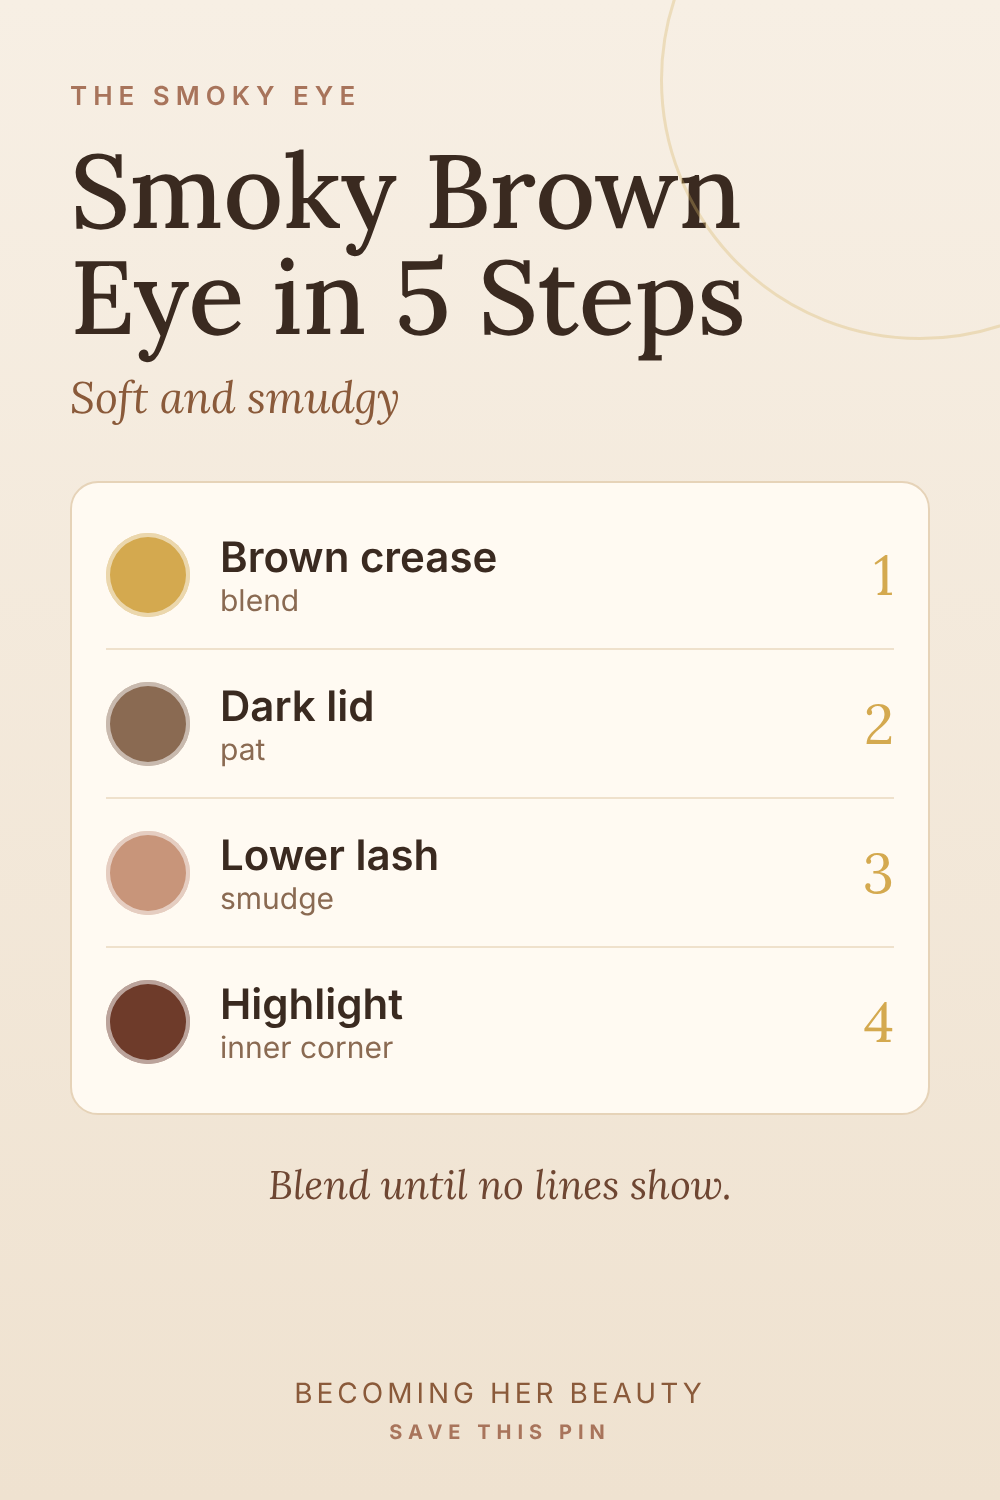 THE SMOKY EYE
Smoky Brown
Eye in 5 Steps
Soft and smudgy
Brown crease
blend
1
Dark lid
pat
2
Lower lash
smudge
3
Highlight
inner corner
4
Blend until no lines show.
BECOMING HER BEAUTY
SAVE THIS PIN